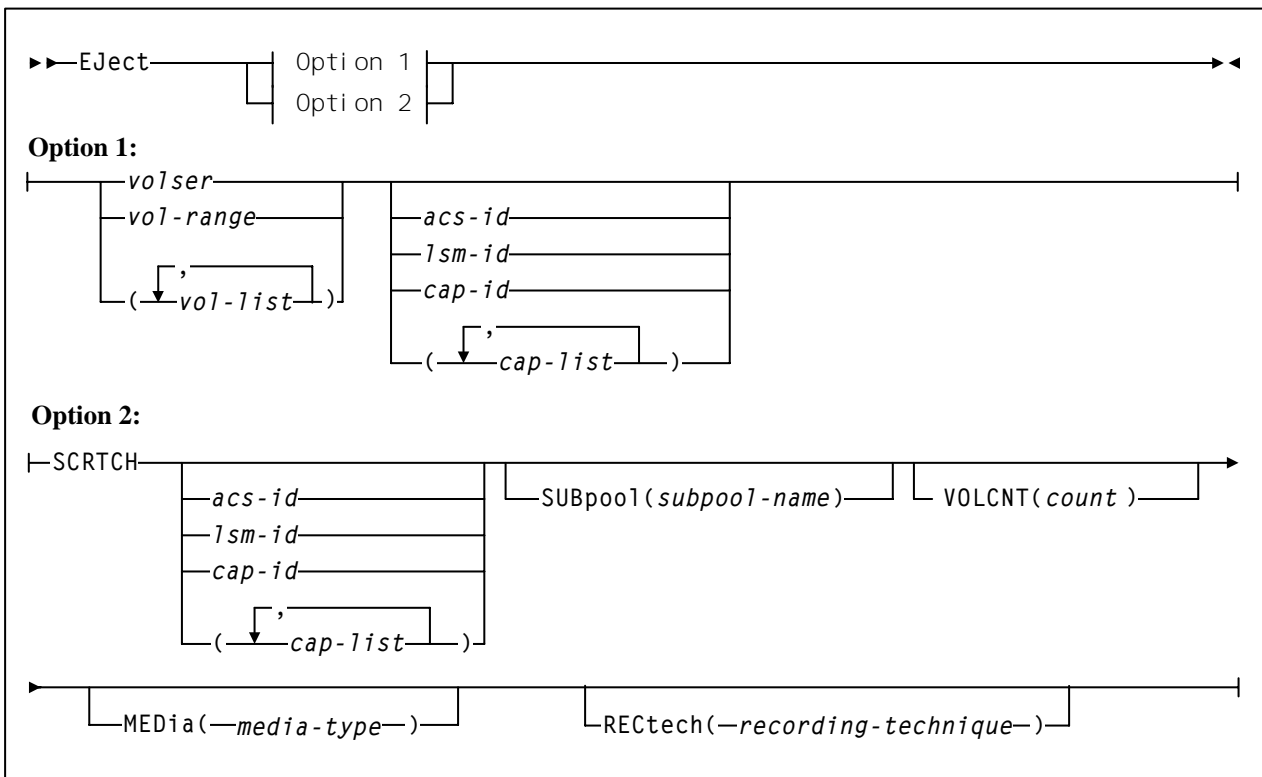 EJect
Option 1
Option 2
Option 1:
volser
vol-range
,
( vol-list )
acs-id
lsm-id
cap-id
,
( cap-list )
Option 2:
SCRTCH
acs-id
lsm-id
cap-id
,
( cap-list )
SUBpool(subpool-name)
VOLCNT(count )
MEDia( media-type )
RECtech( recording-technique )